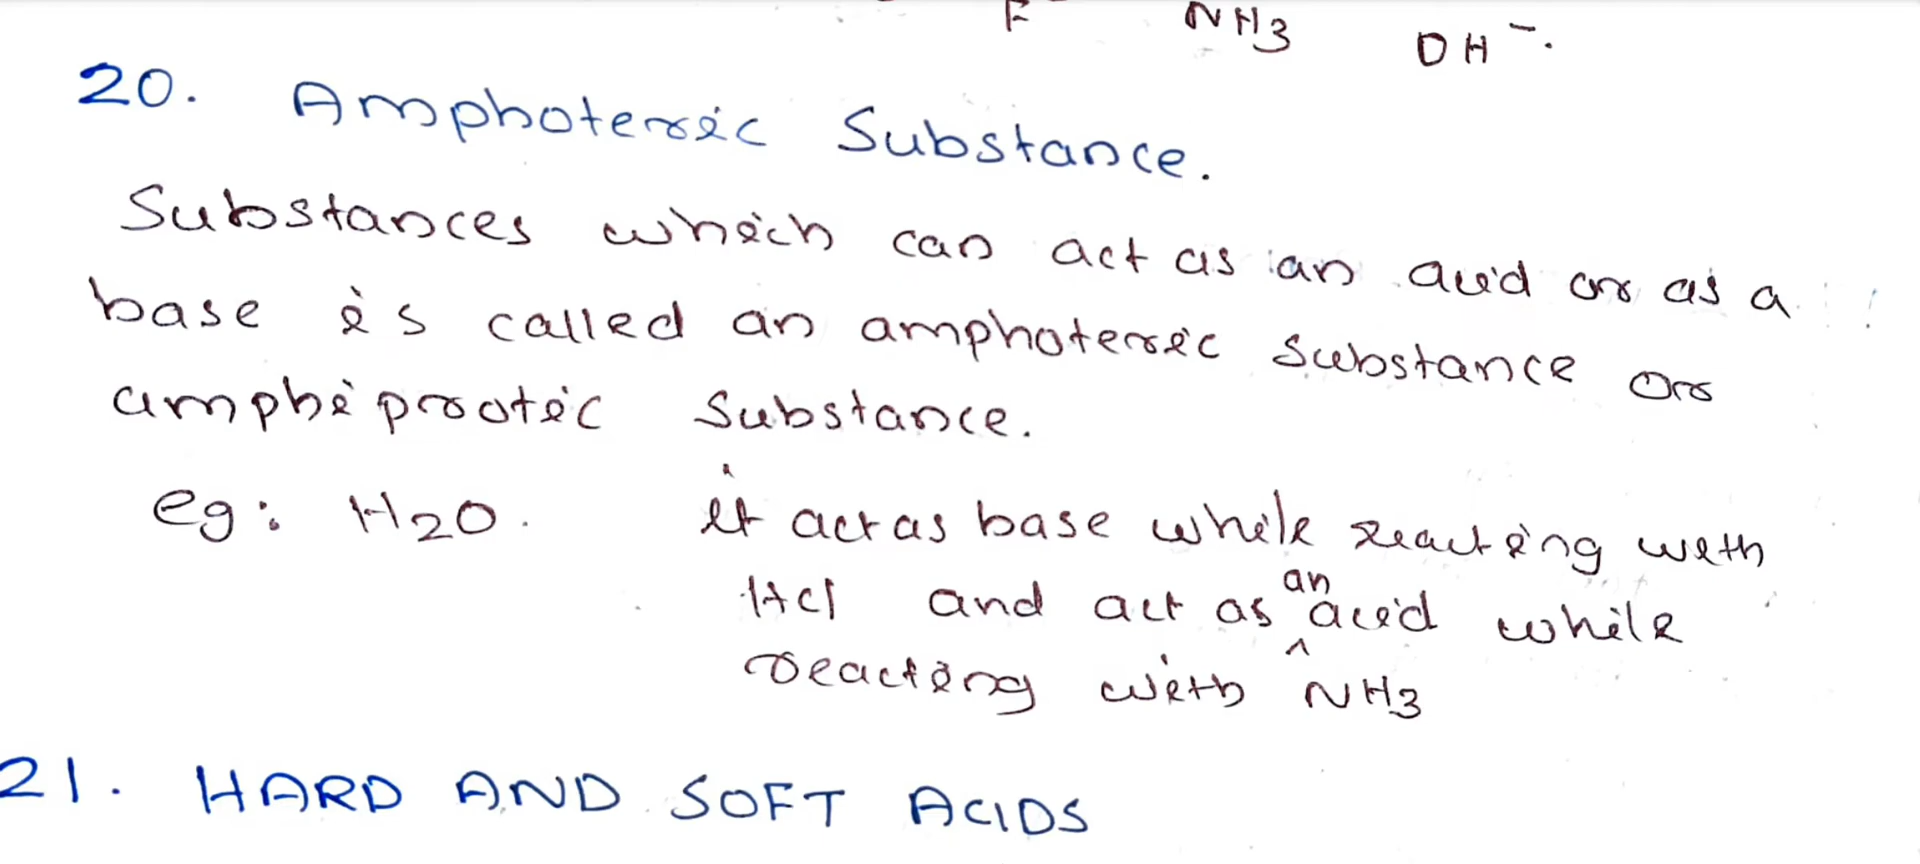 F NH3 OH⁻.
20. Amphoteric Substance.
Substances which can act as an acid or as a
base is called an amphoteric substance or
amphiprotic substance.
eg: H2O. it act as base while reacting with
HCl and act as an acid while
reacting with NH3
21. HARD AND SOFT ACIDS